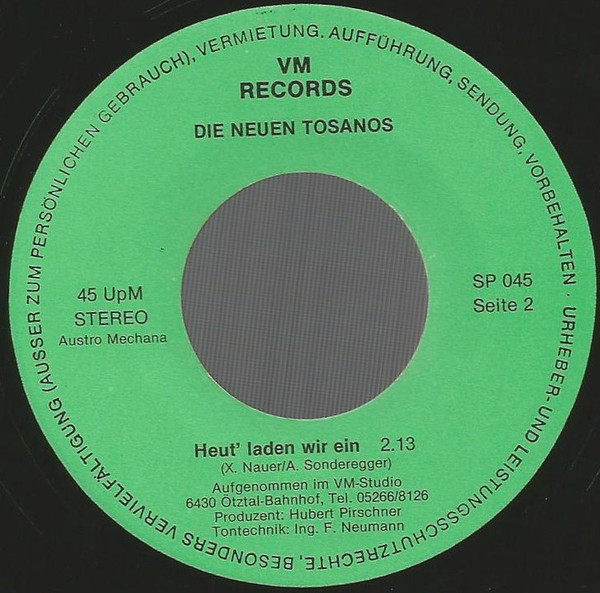 URHEBER- UND LEISTUNGSSCHUTZRECHTE, BESONDERS VERVIELFÄLTIGUNG (AUSSER ZUM PERSÖNLICHEN GEBRAUCH), VERMIETUNG. AUFFÜHRUNG, SENDUNG, VORBEHALTEN ·
VM
RECORDS
DIE NEUEN TOSANOS
45 UpM
STEREO
Austro Mechana
SP 045
Seite 2
Heut' laden wir ein 2.13
(X. Nauer/A. Sonderegger)
Aufgenommen im VM-Studio
6430 Ötztal-Bahnhof, Tel. 05266/8126
Produzent: Hubert Pirschner
Tontechnik: Ing. F. Neumann